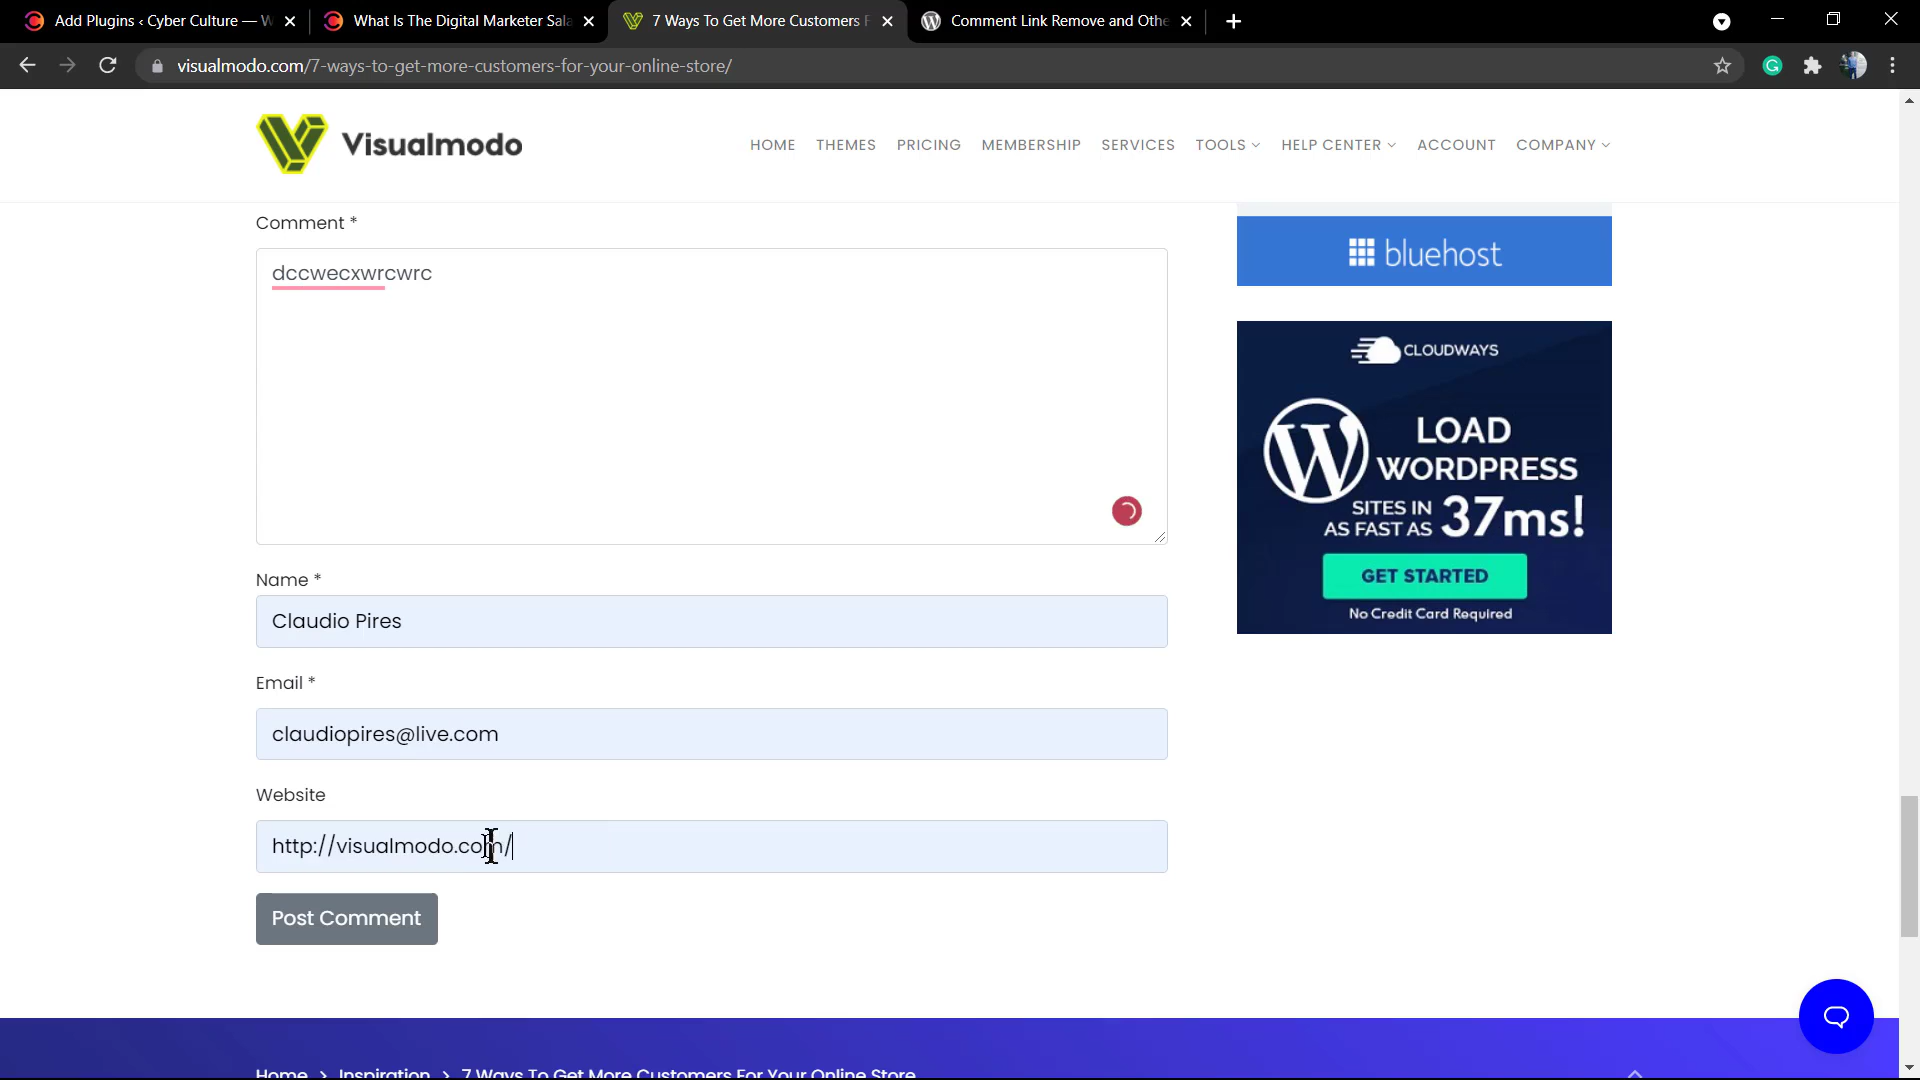 Add Plugins ‹ Cyber Culture — W
What Is The Digital Marketer Sala
7 Ways To Get More Customers F
Comment Link Remove and Othe
visualmodo.com/7-ways-to-get-more-customers-for-your-online-store/
Visualmodo
HOME THEMES PRICING MEMBERSHIP SERVICES TOOLS HELP CENTER ACCOUNT COMPANY
Comment *
dccwecxwrcwrc
bluehost
CLOUDWAYS
LOAD
WORDPRESS
SITES IN
AS FAST AS 37ms!
GET STARTED
No Credit Card Required
Name *
Claudio Pires
Email *
claudiopires@live.com
Website
http://visualmodo.com/
Post Comment
Home > Inspiration > 7 Ways To Get More Customers For Your Online Store